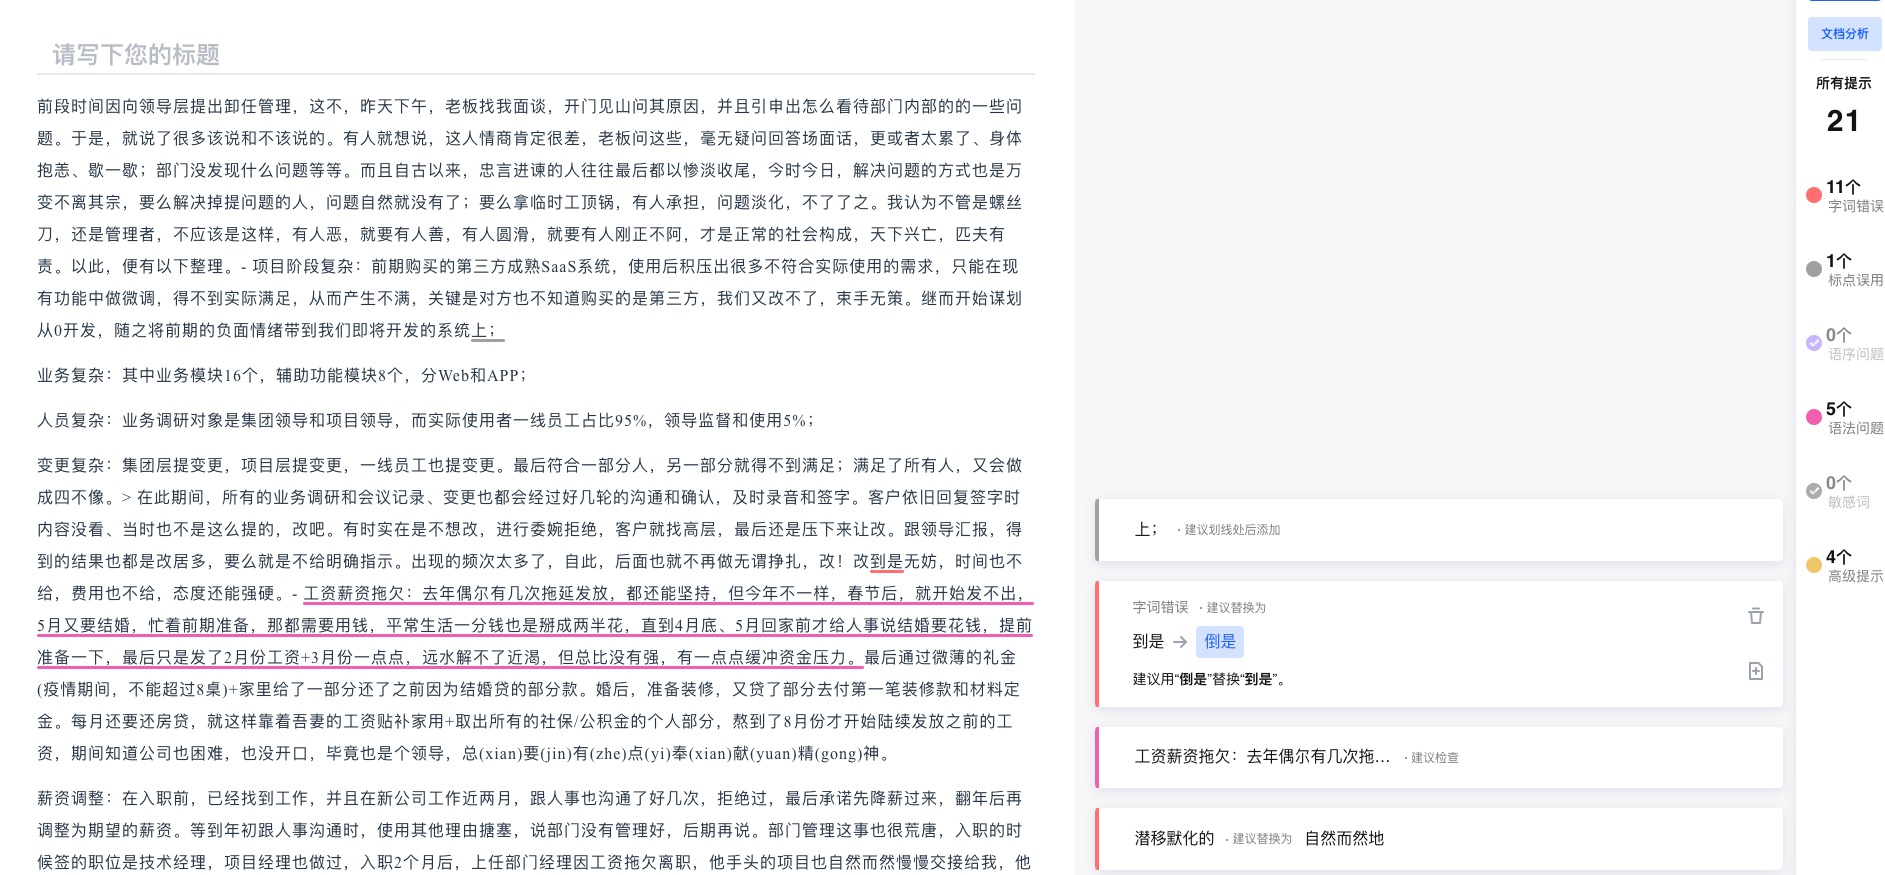 请写下您的标题
前段时间因向领导层提出卸任管理，这不，昨天下午，老板找我面谈，开门见山问其原因，并且引申出怎么看待部门内部的的一些问
题。于是，就说了很多该说和不该说的。有人就想说，这人情商肯定很差，老板问这些，毫无疑问回答场面话，更或者太累了、身体
抱恙、歇一歇；部门没发现什么问题等等。而且自古以来，忠言进谏的人往往最后都以惨淡收尾，今时今日，解决问题的方式也是万
变不离其宗，要么解决掉提问题的人，问题自然就没有了；要么拿临时工顶锅，有人承担，问题淡化，不了了之。我认为不管是螺丝
刀，还是管理者，不应该是这样，有人恶，就要有人善，有人圆滑，就要有人刚正不阿，才是正常的社会构成，天下兴亡，匹夫有
责。以此，便有以下整理。- 项目阶段复杂：前期购买的第三方成熟SaaS系统，使用后积压出很多不符合实际使用的需求，只能在现
有功能中做微调，得不到实际满足，从而产生不满，关键是对方也不知道购买的是第三方，我们又改不了，束手无策。继而开始谋划
从0开发，随之将前期的负面情绪带到我们即将开发的系统上；
业务复杂：其中业务模块16个，辅助功能模块8个，分Web和APP；
人员复杂：业务调研对象是集团领导和项目领导，而实际使用者一线员工占比95%，领导监督和使用5%；
变更复杂：集团层提变更，项目层提变更，一线员工也提变更。最后符合一部分人，另一部分就得不到满足；满足了所有人，又会做
成四不像。> 在此期间，所有的业务调研和会议记录、变更也都会经过好几轮的沟通和确认，及时录音和签字。客户依旧回复签字时
内容没看、当时也不是这么提的，改吧。有时实在是不想改，进行委婉拒绝，客户就找高层，最后还是压下来让改。跟领导汇报，得
到的结果也都是改居多，要么就是不给明确指示。出现的频次太多了，自此，后面也就不再做无谓挣扎，改！改到是无妨，时间也不
给，费用也不给，态度还能强硬。- 工资薪资拖欠：去年偶尔有几次拖延发放，都还能坚持，但今年不一样，春节后，就开始发不出，
5月又要结婚，忙着前期准备，那都需要用钱，平常生活一分钱也是掰成两半花，直到4月底、5月回家前才给人事说结婚要花钱，提前
准备一下，最后只是发了2月份工资+3月份一点点，远水解不了近渴，但总比没有强，有一点点缓冲资金压力。最后通过微薄的礼金
(疫情期间，不能超过8桌)+家里给了一部分还了之前因为结婚贷的部分款。婚后，准备装修，又贷了部分去付第一笔装修款和材料定
金。每月还要还房贷，就这样靠着吾妻的工资贴补家用+取出所有的社保/公积金的个人部分，熬到了8月份才开始陆续发放之前的工
资，期间知道公司也困难，也没开口，毕竟也是个领导，总(xian)要(jin)有(zhe)点(yi)奉(xian)献(yuan)精(gong)神。
薪资调整：在入职前，已经找到工作，并且在新公司工作近两月，跟人事也沟通了好几次，拒绝过，最后承诺先降薪过来，翻年后再
调整为期望的薪资。等到年初跟人事沟通时，使用其他理由搪塞，说部门没有管理好，后期再说。部门管理这事也很荒唐，入职的时
候签的职位是技术经理，项目经理也做过，入职2个月后，上任部门经理因工资拖欠离职，他手头的项目也自然而然慢慢交接给我，他
上； · 建议划线处后添加
字词错误 · 建议替换为
到是 → 倒是
建议用“倒是”替换“到是”。
工资薪资拖欠：去年偶尔有几次拖... · 建议检查
潜移默化的 · 建议替换为 自然而然地
文档分析
所有提示
21
11个
字词错误
1个
标点误用
0个
语序问题
5个
语法问题
0个
敏感词
4个
高级提示